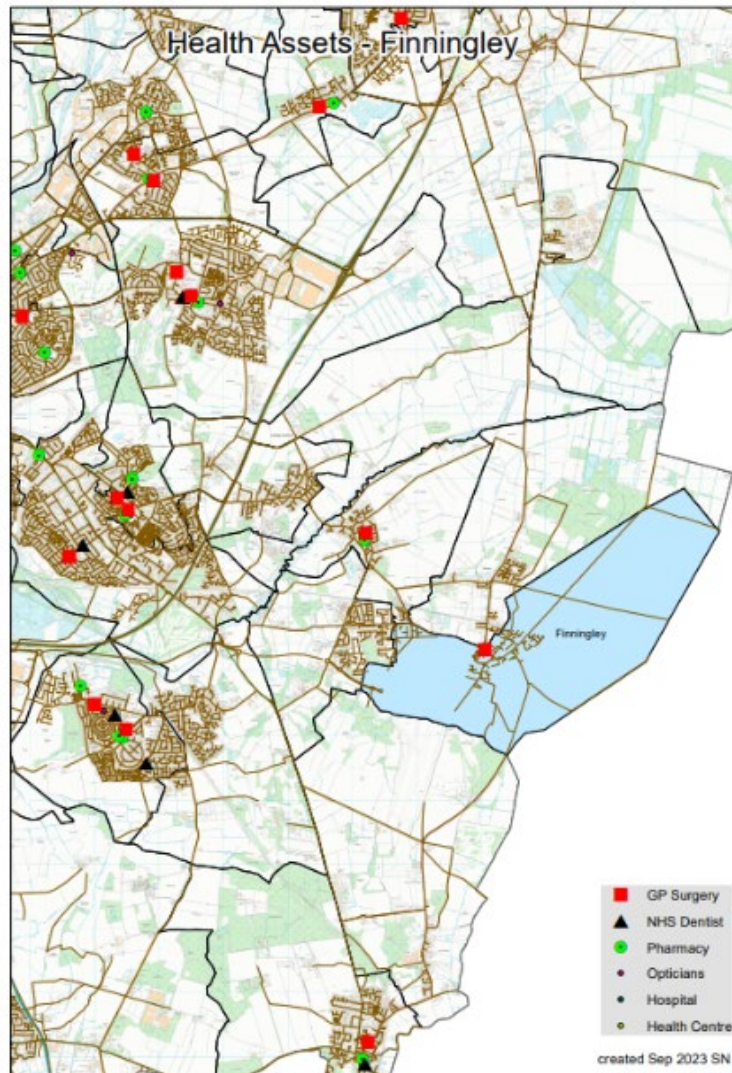 Health Assets - Finningley
Finningley
GP Surgery
NHS Dentist
Pharmacy
Opticians
Hospital
Health Centre
created Sep 2023 SN